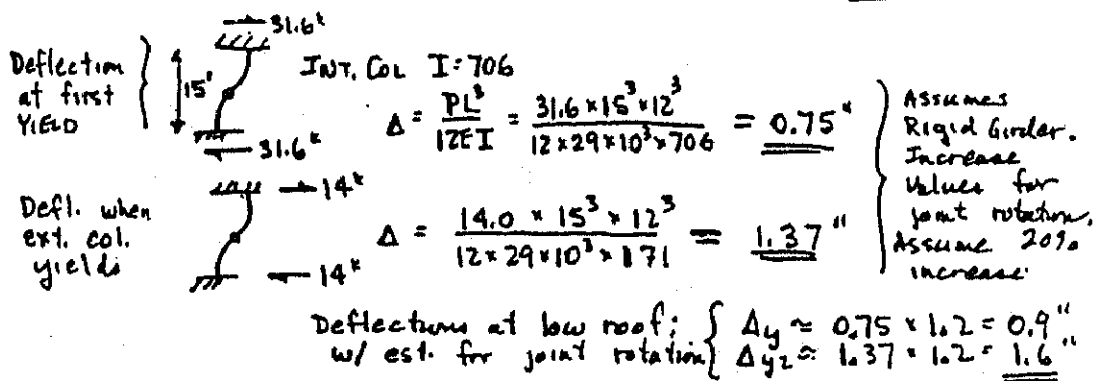 31.6ᵏ
Deflection
at first
YIELD
15'
INT. COL I: 706
Δ = PL³/12EI = 31.6 × 15³ × 12³/12 × 29 × 10³ × 706 = 0.75"
31.6ᵏ
Assumes
Rigid Girder.
Increase
Values for
joint rotation,
Assume 20%
increase.
Defl. when
ext. col.
yields
14ᵏ
Δ = 14.0 × 15³ × 12³/12 × 29 × 10³ × 171 = 1.37"
14ᵏ
Deflections at low roof;
w/ est. for joint rotation
Δy ≈ 0.75 × 1.2 = 0.9"
Δy2 ≈ 1.37 × 1.2 = 1.6"